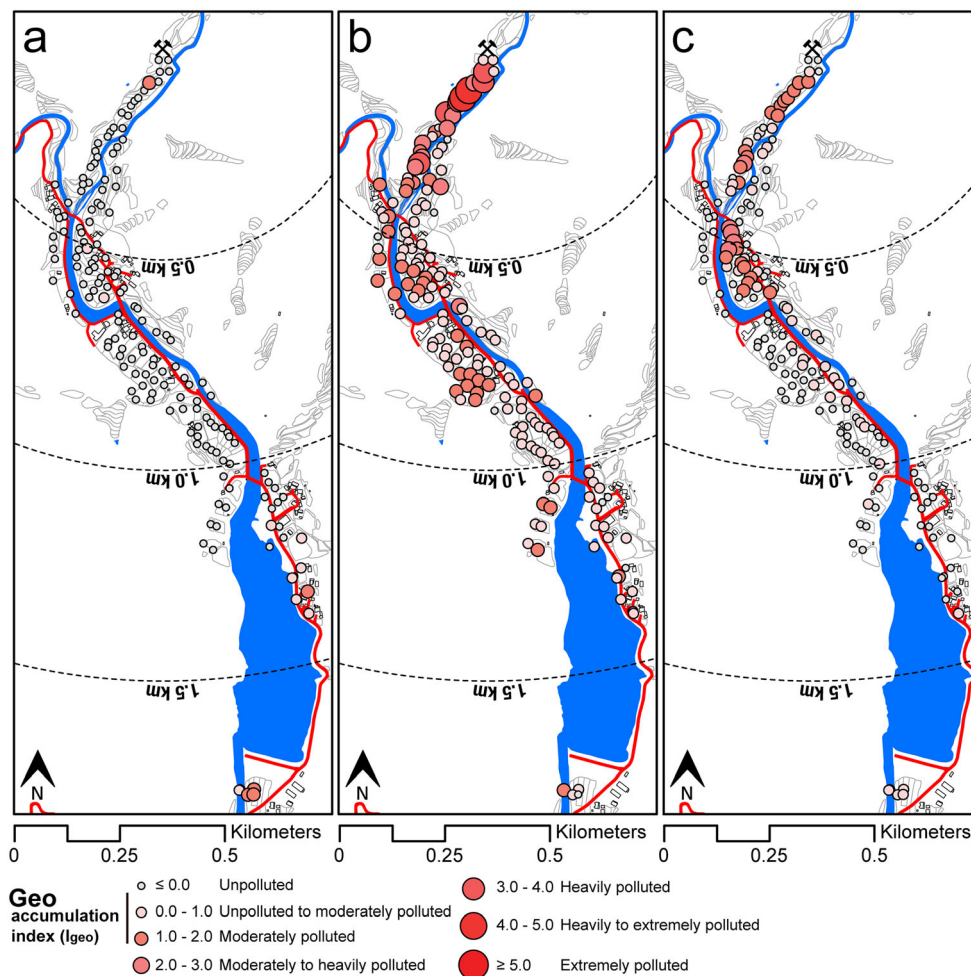 a
b
c
0.5 km
0.5 km
0.5 km
1.0 km
1.0 km
1.0 km
1.5 km
1.5 km
1.5 km
N
N
N
Kilometers
Kilometers
Kilometers
0 0.25 0.5
0 0.25 0.5
0 0.25 0.5
Geo
accumulation
index (Igeo)
≤ 0.0 Unpolluted
0.0 - 1.0 Unpolluted to moderately polluted
1.0 - 2.0 Moderately polluted
2.0 - 3.0 Moderately to heavily polluted
3.0 - 4.0 Heavily polluted
4.0 - 5.0 Heavily to extremely polluted
≥ 5.0 Extremely polluted